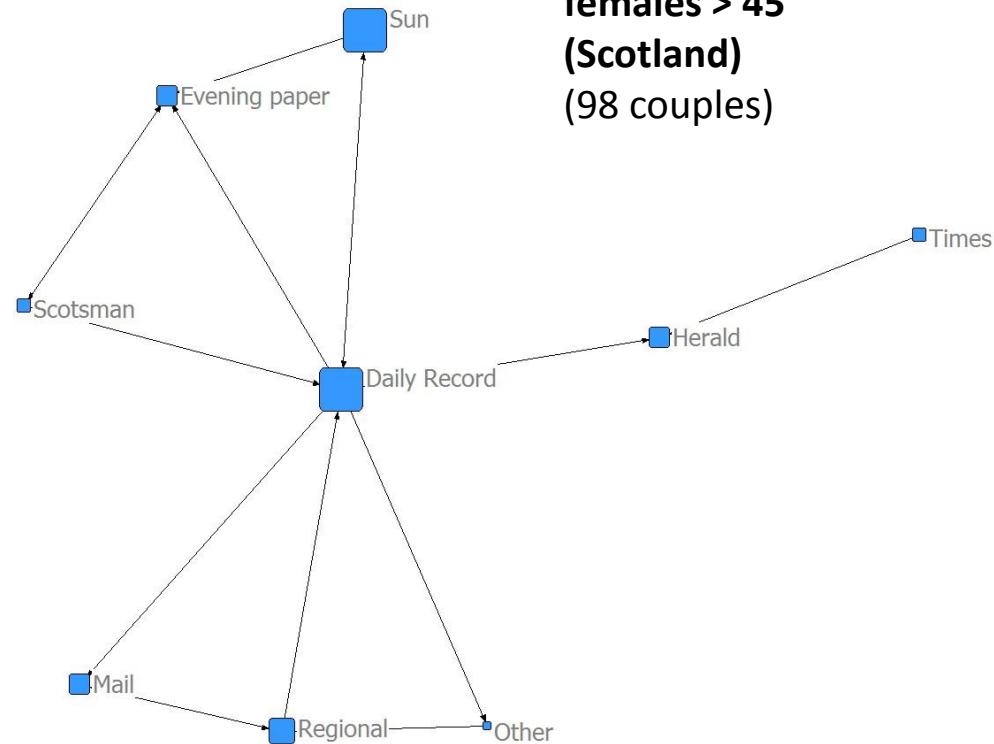 females > 45
(Scotland)
(98 couples)
Sun
Evening paper
Times
Scotsman
Herald
Daily Record
Mail
Regional
Other